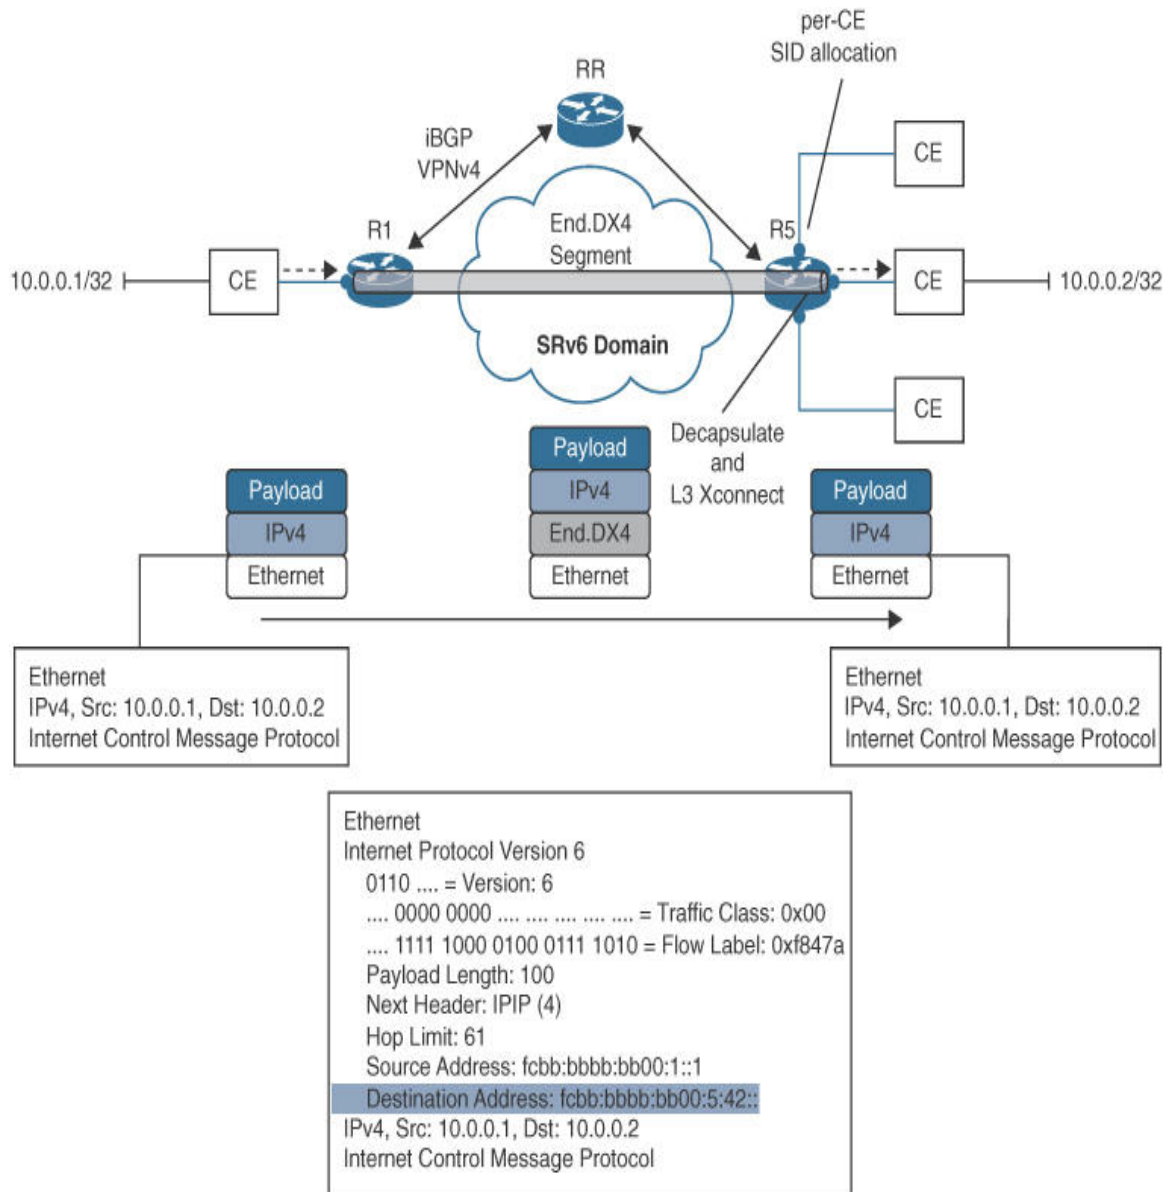 per-CE
SID allocation
RR
iBGP
VPNv4
CE
End.DX4
Segment
R1
R5
10.0.0.1/32
CE
CE
10.0.0.2/32
SRv6 Domain
CE
Decapsulate
and
L3 Xconnect
Payload
IPv4
End.DX4
Ethernet
Payload
IPv4
Ethernet
Payload
IPv4
Ethernet
Ethernet
IPv4, Src: 10.0.0.1, Dst: 10.0.0.2
Internet Control Message Protocol
Ethernet
IPv4, Src: 10.0.0.1, Dst: 10.0.0.2
Internet Control Message Protocol
Ethernet
Internet Protocol Version 6
0110 .... = Version: 6
.... 0000 0000 .... .... .... .... .... = Traffic Class: 0x00
.... 1111 1000 0100 0111 1010 = Flow Label: 0xf847a
Payload Length: 100
Next Header: IPIP (4)
Hop Limit: 61
Source Address: fcbb:bbbb:bb00:1::1
Destination Address: fcbb:bbbb:bb00:5:42::
IPv4, Src: 10.0.0.1, Dst: 10.0.0.2
Internet Control Message Protocol